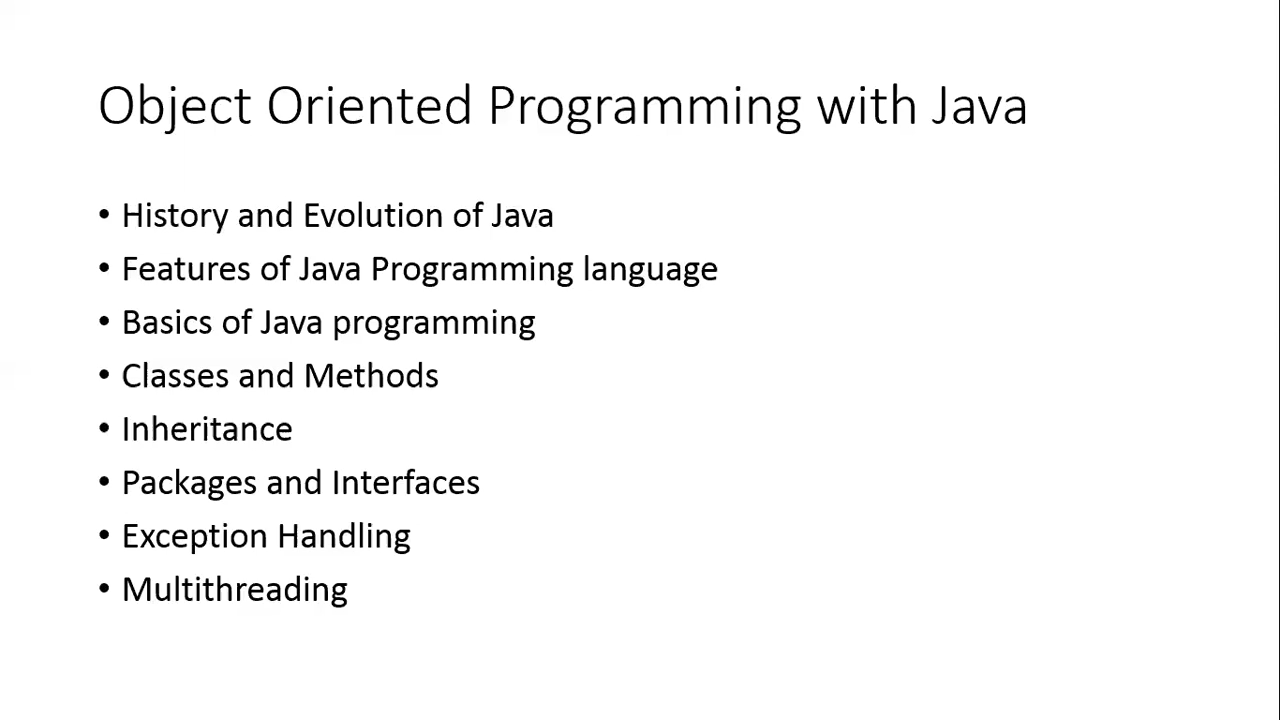 Object Oriented Programming with Java
• History and Evolution of Java
• Features of Java Programming language
• Basics of Java programming
• Classes and Methods
• Inheritance
• Packages and Interfaces
• Exception Handling
• Multithreading